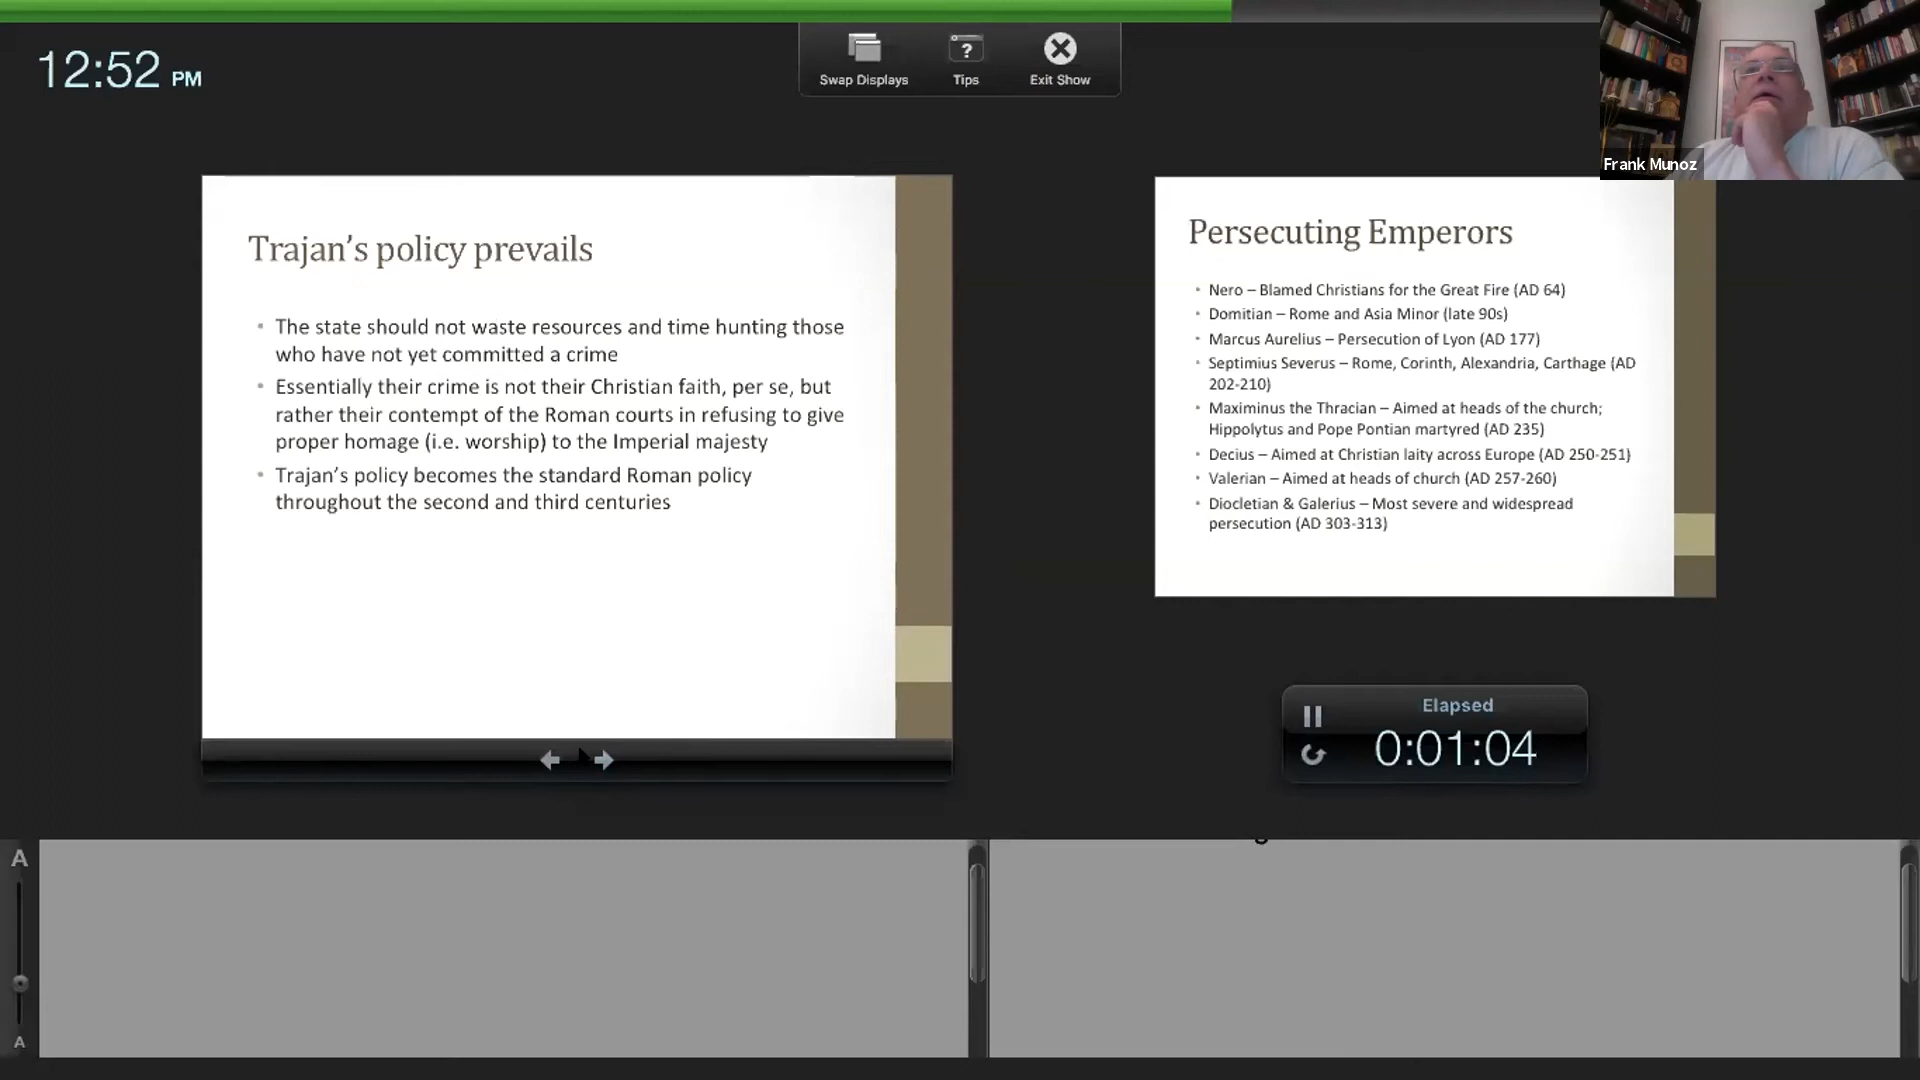 12:52 PM
Swap Displays
Tips
Exit Show
Frank Munoz
Trajan's policy prevails
• The state should not waste resources and time hunting those
who have not yet committed a crime
• Essentially their crime is not their Christian faith, per se, but
rather their contempt of the Roman courts in refusing to give
proper homage (i.e. worship) to the Imperial majesty
• Trajan's policy becomes the standard Roman policy
throughout the second and third centuries
Persecuting Emperors
• Nero – Blamed Christians for the Great Fire (AD 64)
• Domitian – Rome and Asia Minor (late 90s)
• Marcus Aurelius – Persecution of Lyon (AD 177)
• Septimius Severus – Rome, Corinth, Alexandria, Carthage (AD
202-210)
• Maximinus the Thracian – Aimed at heads of the church;
Hippolytus and Pope Pontian martyred (AD 235)
• Decius – Aimed at Christian laity across Europe (AD 250-251)
• Valerian – Aimed at heads of church (AD 257-260)
• Diocletian & Galerius – Most severe and widespread
persecution (AD 303-313)
Elapsed
0:01:04
A
A